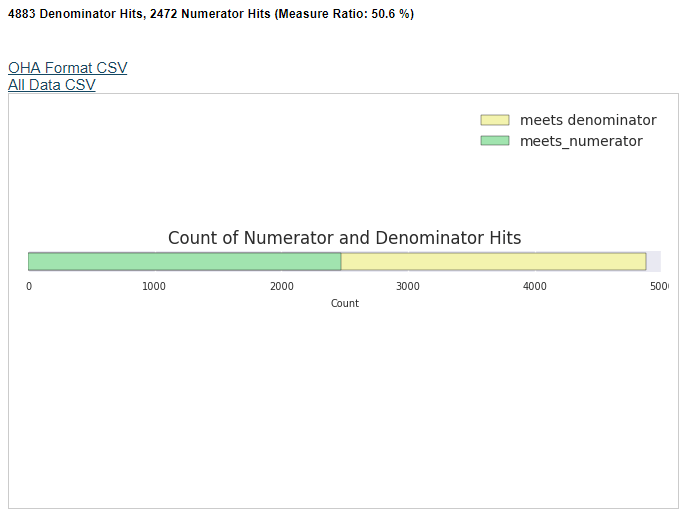 4883 Denominator Hits, 2472 Numerator Hits (Measure Ratio: 50.6 %)
OHA Format CSV
All Data CSV
meets denominator
meets_numerator
Count of Numerator and Denominator Hits
0 1000 2000 3000 4000 500
Count